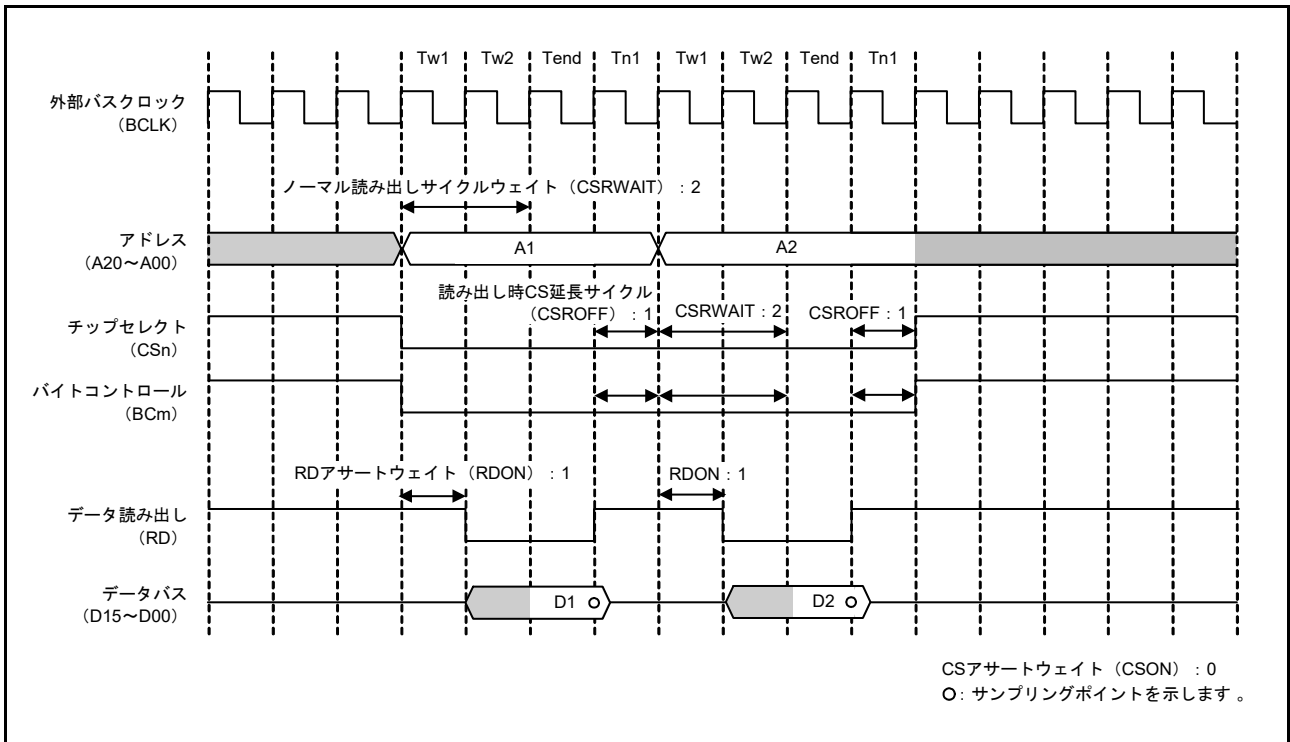 Tw1 Tw2 Tend Tn1 Tw1 Tw2 Tend Tn1
外部バスクロック
（BCLK）
ノーマル読み出しサイクルウェイト（CSRWAIT）：2
アドレス
（A20～A00）
A1
A2
読み出し時CS延長サイクル
（CSROFF）：1
CSRWAIT：2
CSROFF：1
チップセレクト
（CSn）
バイトコントロール
（BCm）
RDアサートウェイト（RDON）：1
RDON：1
データ読み出し
（RD）
データバス
（D15～D00）
D1
D2
CSアサートウェイト（CSON）：0
O：サンプリングポイントを示します 。